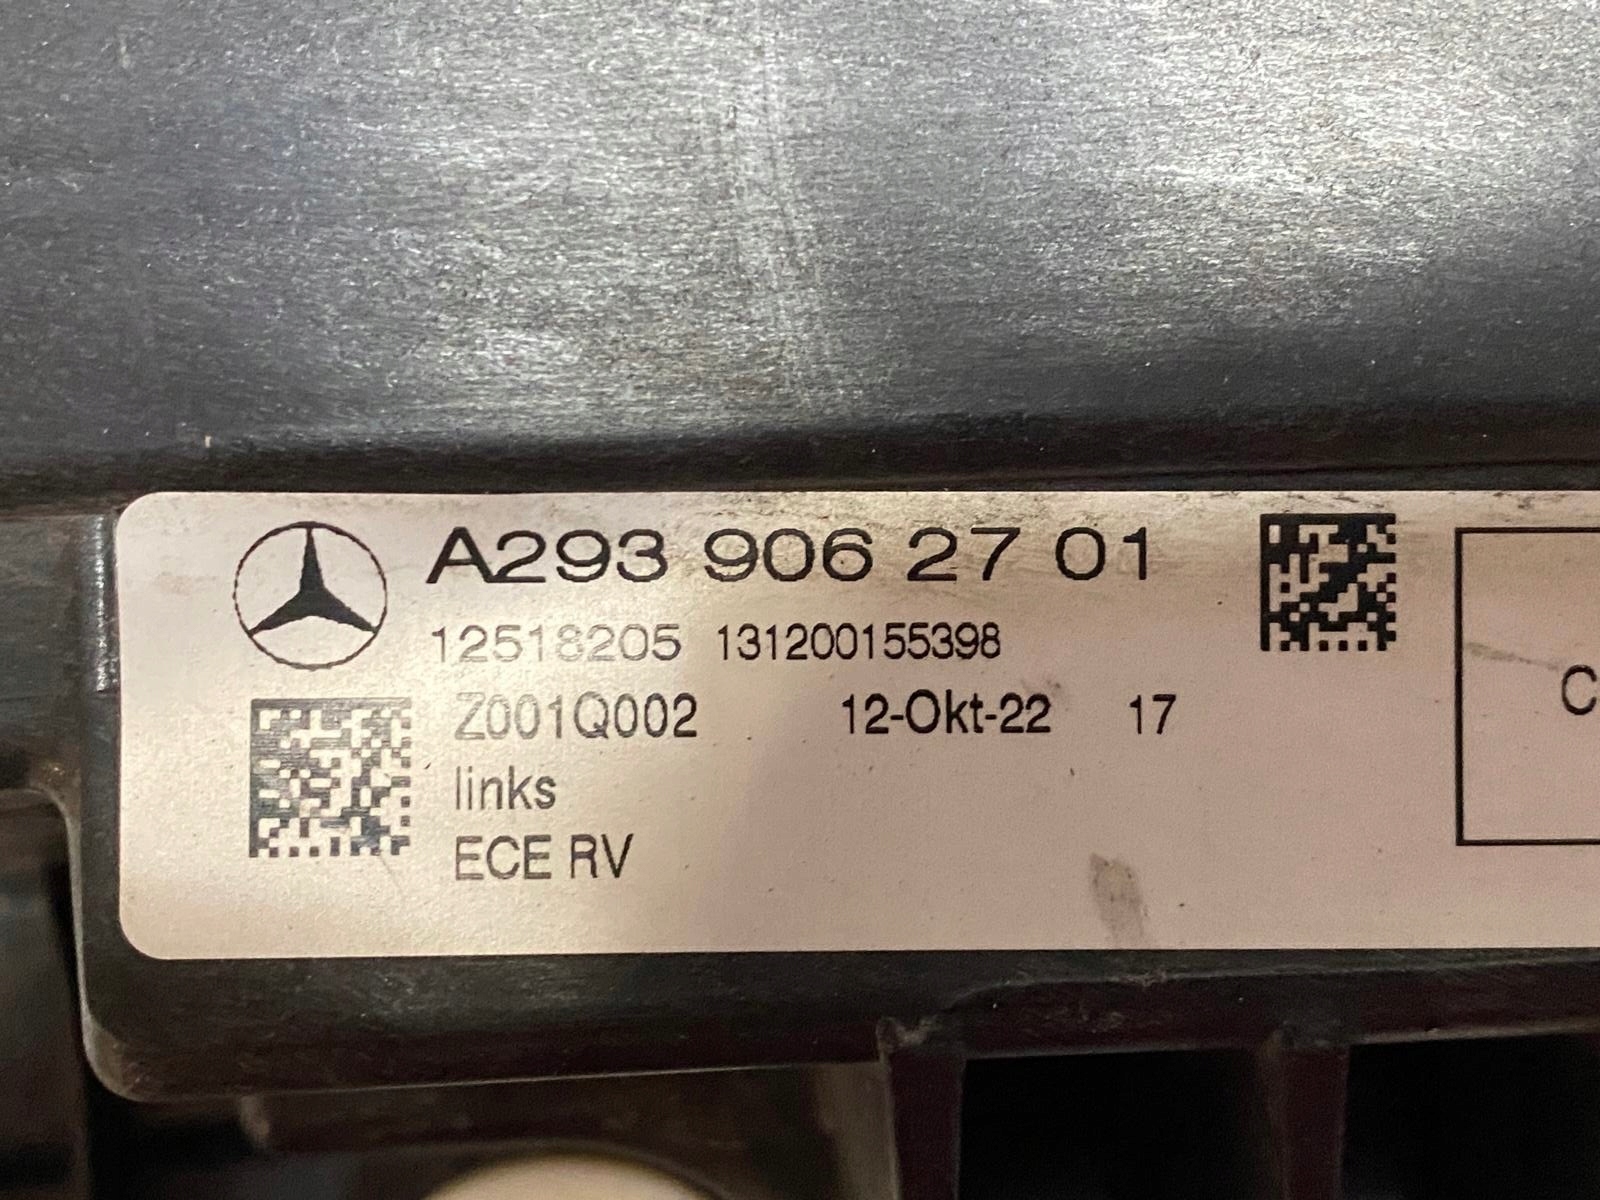 A293 906 27 01
12518205 131200155398
Z001Q002 12-Okt-22 17
links
ECE RV
C